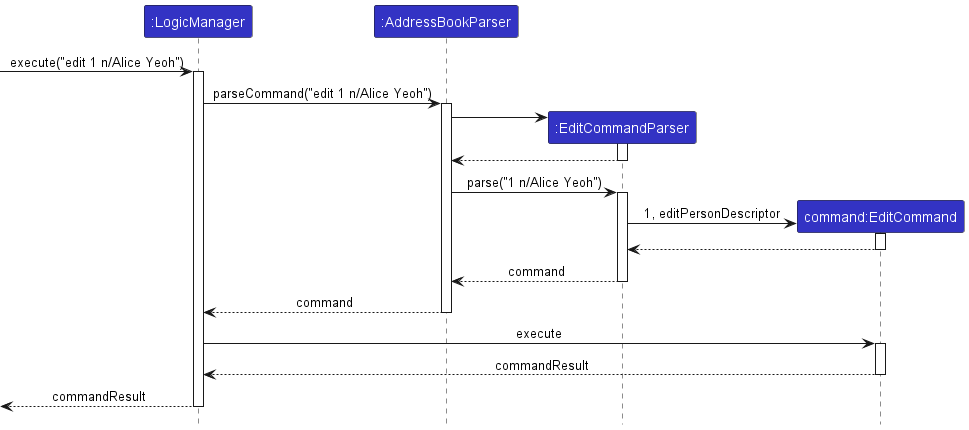 :LogicManager
:AddressBookParser
execute("edit 1 n/Alice Yeoh")
parseCommand("edit 1 n/Alice Yeoh")
:EditCommandParser
parse("1 n/Alice Yeoh")
1, editPersonDescriptor
command:EditCommand
command
command
execute
commandResult
commandResult